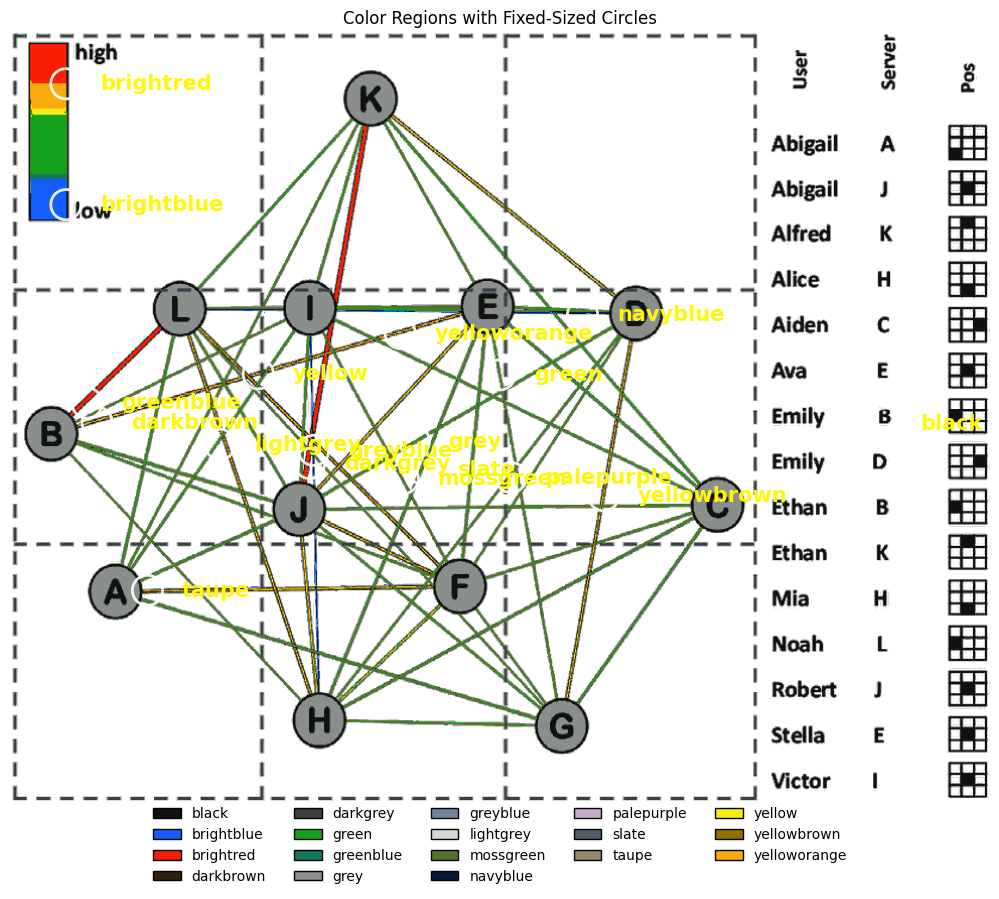 Color Regions with Fixed-Sized Circles
high
brightred
low
brightblue
K
L
I
E
D
navyblue
yelloworange
yellow
green
greenblue
darkbrown
B
lightgrey
greyblue
grey
darkgrey
slate
mossgreen
palepurple
yellowbrown
J
C
A
taupe
F
H
G
User Server Pos
Abigail A
Abigail J
Alfred K
Alice H
Aiden C
Ava E
Emily B
black
Emily D
Ethan B
Ethan K
Mia H
Noah L
Robert J
Stella E
Victor I
black darkgrey greyblue palepurple yellow
brightblue green lightgrey slate yellowbrown
brightred greenblue mossgreen taupe yelloworange
darkbrown grey navyblue